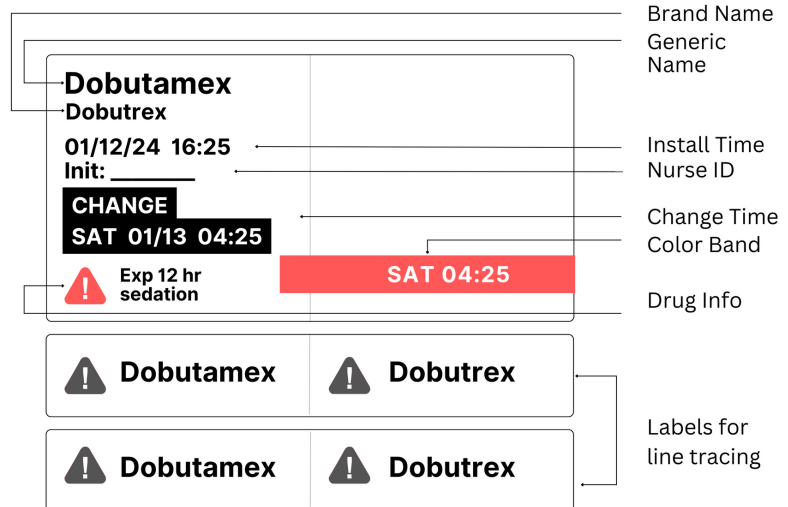 Brand Name
Generic
Name
Dobutamex
Dobutrex
01/12/24 16:25
Init: _______
Install Time
Nurse ID
CHANGE
SAT 01/13 04:25
Change Time
Color Band
Exp 12 hr
sedation
SAT 04:25
Drug Info
Dobutamex
Dobutrex
Labels for
line tracing
Dobutamex
Dobutrex